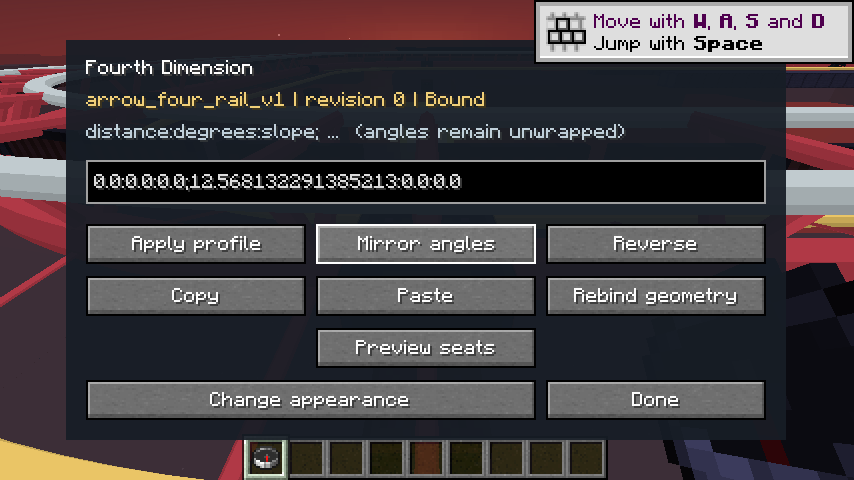 Move with W, A, S and D
Jump with Space
Fourth Dimension
arrow_four_rail_v1 | revision 0 | Bound
distance:degrees:slope; ... (angles remain unwrapped)
0.0:0.0:0.0;12.568132291385213:0.0:0.0
Apply profile
Mirror angles
Reverse
Copy
Paste
Rebind geometry
Preview seats
Change appearance
Done